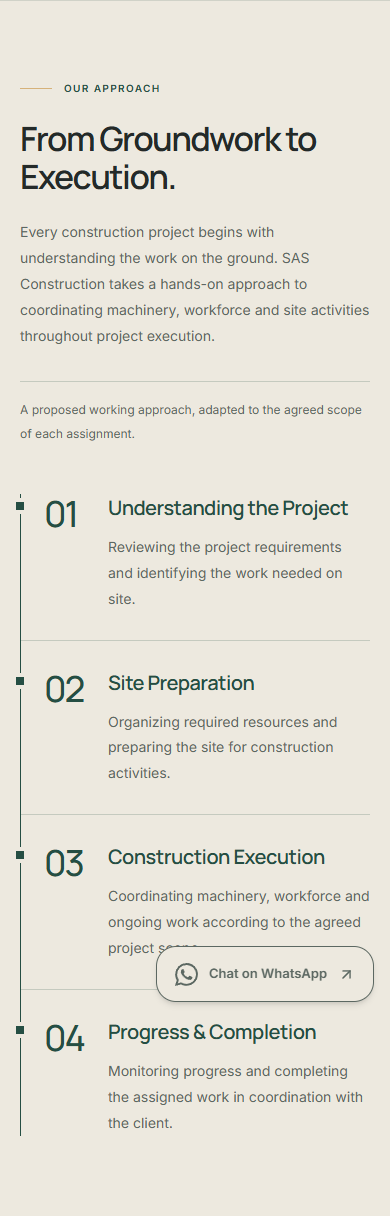 OUR APPROACH
From Groundwork to
Execution.
Every construction project begins with
understanding the work on the ground. SAS
Construction takes a hands-on approach to
coordinating machinery, workforce and site activities
throughout project execution.
A proposed working approach, adapted to the agreed scope
of each assignment.
01
Understanding the Project
Reviewing the project requirements
and identifying the work needed on
site.
02
Site Preparation
Organizing required resources and
preparing the site for construction
activities.
03
Construction Execution
Coordinating machinery, workforce and
ongoing work according to the agreed
project
Chat on WhatsApp
04
Progress & Completion
Monitoring progress and completing
the assigned work in coordination with
the client.